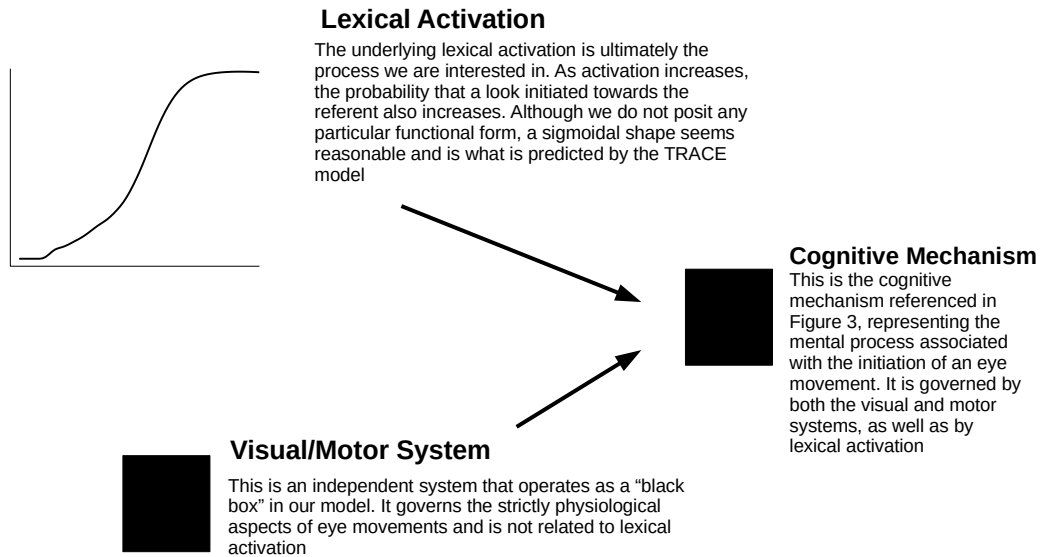 Lexical Activation
The underlying lexical activation is ultimately the
process we are interested in. As activation increases,
the probability that a look initiated towards the
referent also increases. Although we do not posit any
particular functional form, a sigmoidal shape seems
reasonable and is what is predicted by the TRACE
model
Cognitive Mechanism
This is the cognitive
mechanism referenced in
Figure 3, representing the
mental process associated
with the initiation of an eye
movement. It is governed by
both the visual and motor
systems, as well as by
lexical activation
Visual/Motor System
This is an independent system that operates as a “black
box” in our model. It governs the strictly physiological
aspects of eye movements and is not related to lexical
activation